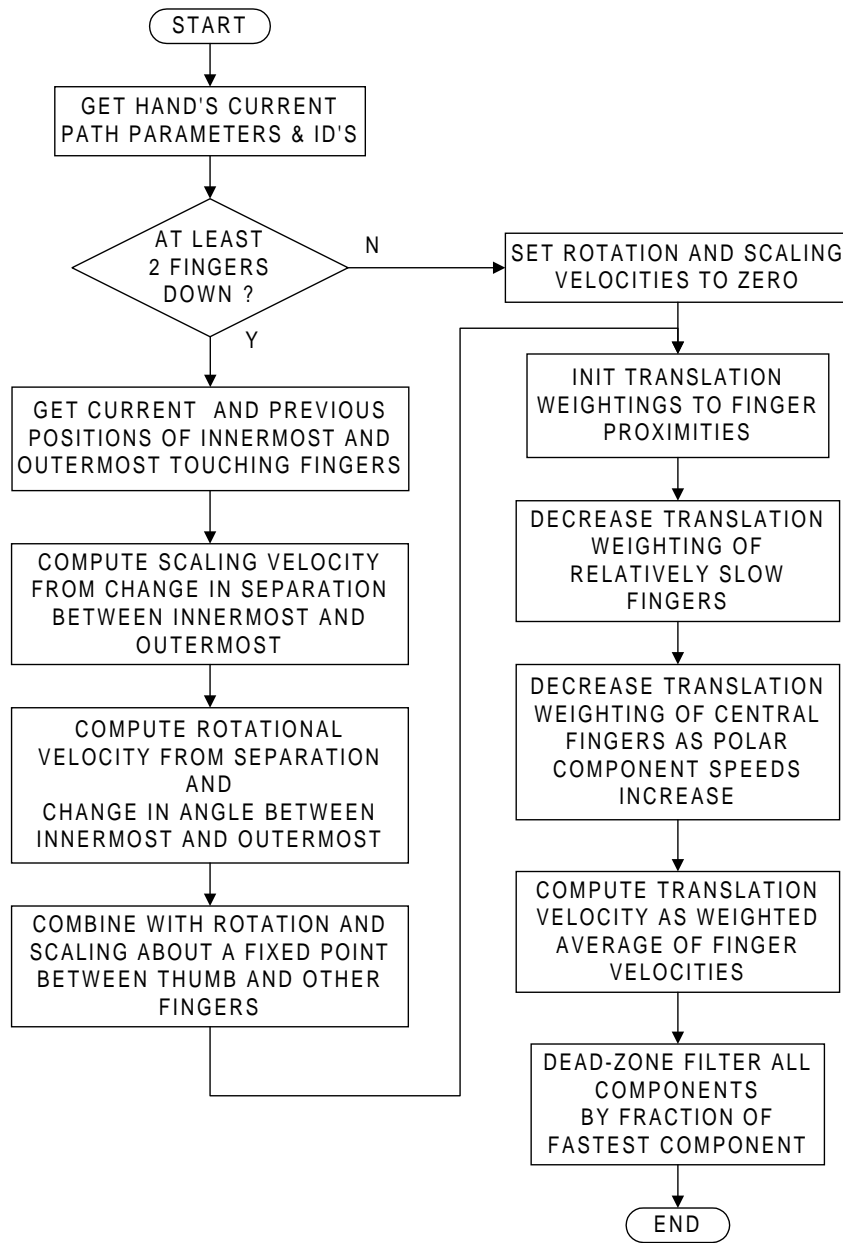 START
GET HAND'S CURRENT
PATH PARAMETERS & ID'S
AT LEAST
2 FINGERS
DOWN ?
N
Y
GET CURRENT AND PREVIOUS
POSITIONS OF INNERMOST AND
OUTERMOST TOUCHING FINGERS
COMPUTE SCALING VELOCITY
FROM CHANGE IN SEPARATION
BETWEEN INNERMOST AND
OUTERMOST
COMPUTE ROTATIONAL
VELOCITY FROM SEPARATION
AND
CHANGE IN ANGLE BETWEEN
INNERMOST AND OUTERMOST
COMBINE WITH ROTATION AND
SCALING ABOUT A FIXED POINT
BETWEEN THUMB AND OTHER
FINGERS
SET ROTATION AND SCALING
VELOCITIES TO ZERO
INIT TRANSLATION
WEIGHTINGS TO FINGER
PROXIMITIES
DECREASE TRANSLATION
WEIGHTING OF
RELATIVELY SLOW
FINGERS
DECREASE TRANSLATION
WEIGHTING OF CENTRAL
FINGERS AS POLAR
COMPONENT SPEEDS
INCREASE
COMPUTE TRANSLATION
VELOCITY AS WEIGHTED
AVERAGE OF FINGER
VELOCITIES
DEAD-ZONE FILTER ALL
COMPONENTS
BY FRACTION OF
FASTEST COMPONENT
END